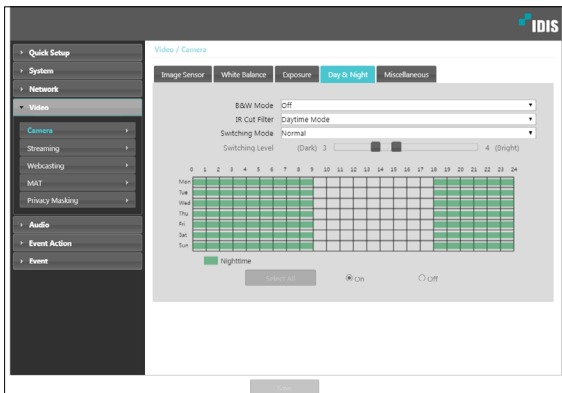 IDIS
Quick Setup
System
Network
Video
Camera
Streaming
Webcasting
MAT
Privacy Masking
Audio
Event Action
Event
Video / Camera
Image Sensor White Balance Exposure Day & Night Miscellaneous
B&W Mode Off
IR Cut Filter Daytime Mode
Switching Mode Normal
Switching Level (Dark) 3 4 (Bright)
0 1 2 3 4 5 6 7 8 9 10 11 12 13 14 15 16 17 18 19 20 21 22 23 24
Mon
Tue
Wed
Thu
Fri
Sat
Sun
Nighttime
Select All On Off
Save